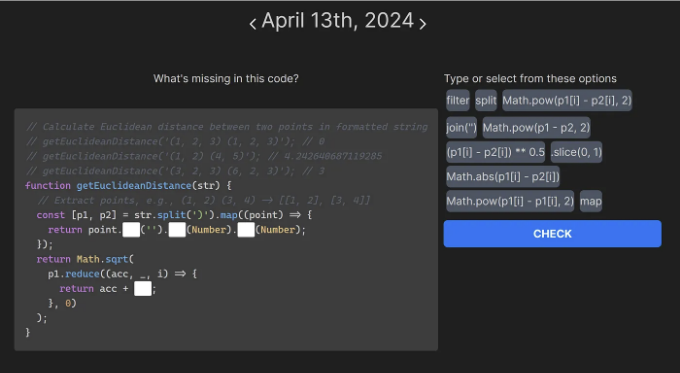 ‹ April 13th, 2024 ›
What's missing in this code?
// Calculate Euclidean distance between two points in formatted string
// getEuclideanDistance('(1, 2, 3) (1, 2, 3)'); // 0
// getEuclideanDistance('(1, 2) (4, 5)'); // 4.242640687119285
// getEuclideanDistance('(3, 2, 3) (6, 2, 3)'); // 3
function getEuclideanDistance(str) {
// Extract points, e.g., (1, 2) (3, 4) -> [[1, 2], [3, 4]]
const [p1, p2] = str.split(')').map((point) => {
return point. (''). (Number). (Number);
});
return Math.sqrt(
p1.reduce((acc, _, i) => {
return acc + ;
}, 0)
);
}
Type or select from these options
filter split Math.pow(p1[i] - p2[i], 2)
join('') Math.pow(p1 - p2, 2)
(p1[i] - p2[i]) ** 0.5 .slice(0, 1)
Math.abs(p1[i] - p2[i])
Math.pow(p1[i] - p1[i], 2) map
CHECK